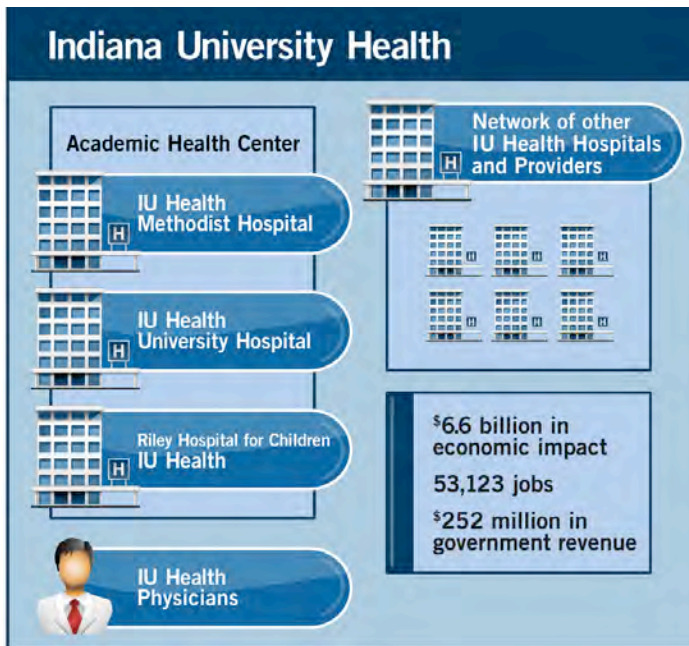 Indiana University Health
Academic Health Center
IU Health
Methodist Hospital
H
IU Health
University Hospital
H
Riley Hospital for Children
IU Health
H
IU Health
Physicians
Network of other
IU Health Hospitals
and Providers
H
H
H
H
H
H
H
$6.6 billion in
economic impact
53,123 jobs
$252 million in
government revenue